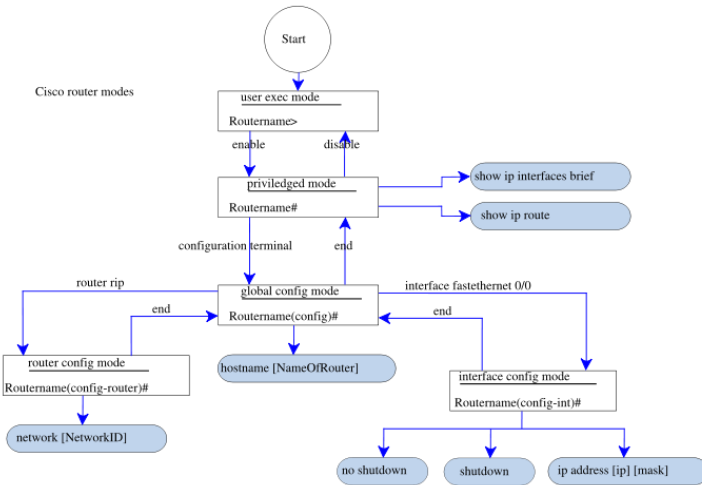 Start
Cisco router modes
user exec mode
Routername>
enable
disable
priviledged mode
Routername#
show ip interfaces brief
show ip route
configuration terminal
end
router rip
global config mode
interface fastethernet 0/0
Routername(config)#
end
end
router config mode
Routername(config-router)#
hostname [NameOfRouter]
interface config mode
Routername(config-int)#
network [NetworkID]
no shutdown
shutdown
ip address [ip] [mask]